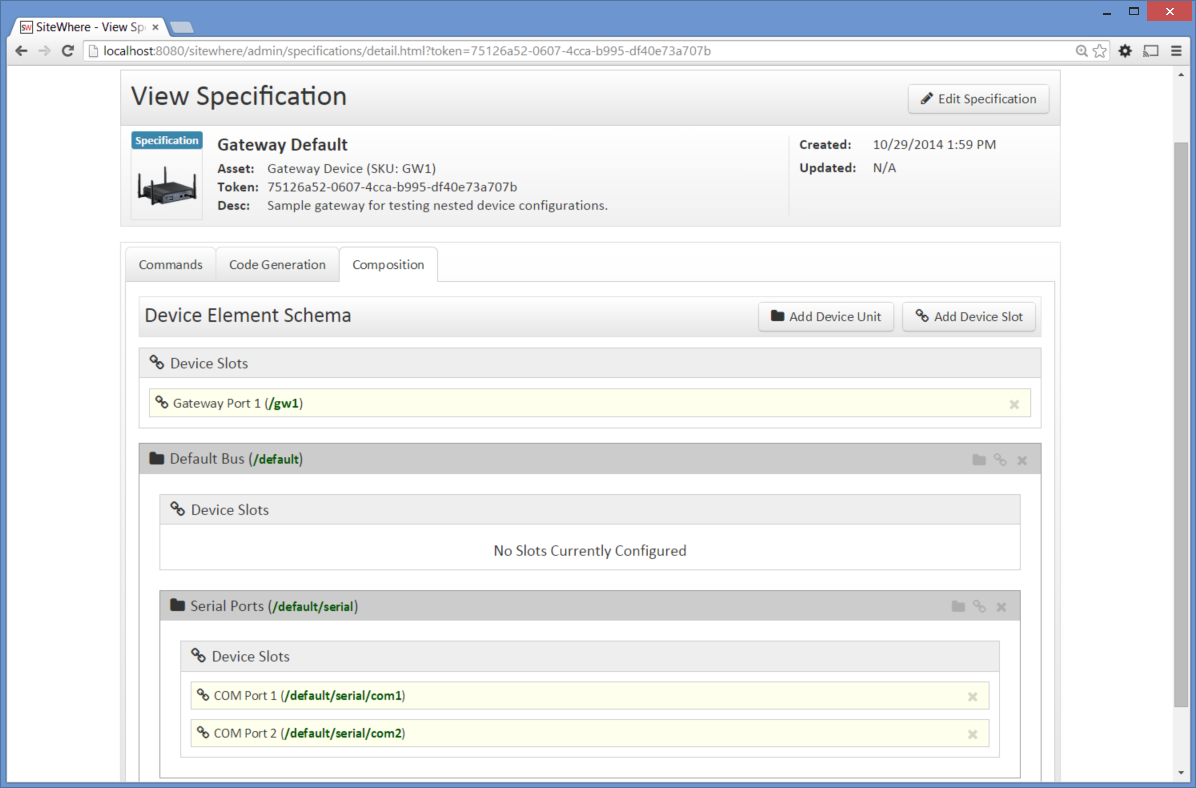 SiteWhere - View Sp
localhost:8080/sitewhere/admin/specifications/detail.html?token=75126a52-0607-4cca-b995-df40e73a707b
View Specification
Edit Specification
Specification
Gateway Default
Asset: Gateway Device (SKU: GW1)
Token: 75126a52-0607-4cca-b995-df40e73a707b
Desc: Sample gateway for testing nested device configurations.
Created: 10/29/2014 1:59 PM
Updated: N/A
Commands Code Generation Composition
Device Element Schema
Add Device Unit Add Device Slot
Device Slots
Gateway Port 1 (/gw1)
Default Bus (/default)
Device Slots
No Slots Currently Configured
Serial Ports (/default/serial)
Device Slots
COM Port 1 (/default/serial/com1)
COM Port 2 (/default/serial/com2)